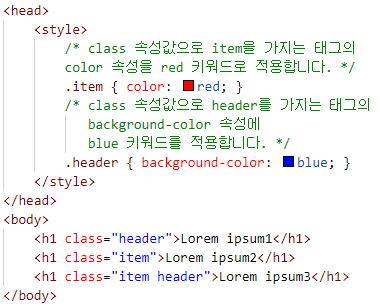 <head>
<style>
/* class 속성값으로 item을 가지는 태그의
color 속성을 red 키워드로 적용합니다. */
.item { color: red; }
/* class 속성값으로 header를 가지는 태그의
background-color 속성에
blue 키워드를 적용합니다. */
.header { background-color: blue; }
</style>
</head>
<body>
<h1 class="header">Lorem ipsum1</h1>
<h1 class="item">Lorem ipsum2</h1>
<h1 class="item header">Lorem ipsum3</h1>